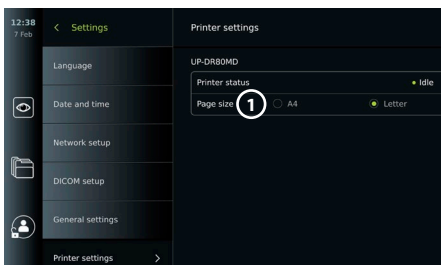 12:38
7 Feb
Settings
Printer settings
Language
Date and time
Network setup
DICOM setup
General settings
Printer settings
UP-DR80MD
Printer status Idle
Page size 1 A4 Letter